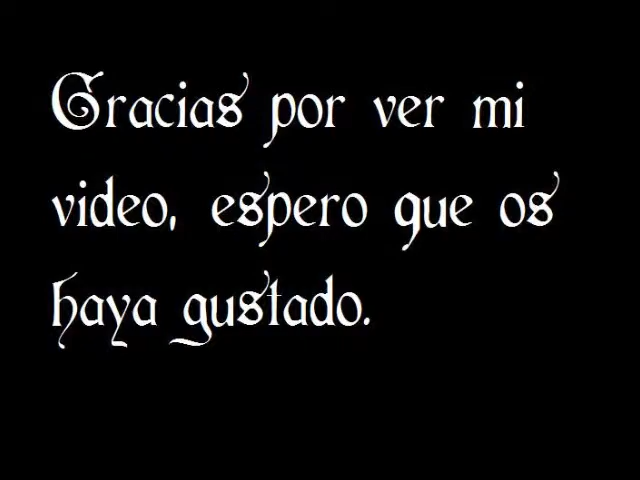 Gracias por ver mi
video, espero que os
haya gustado.